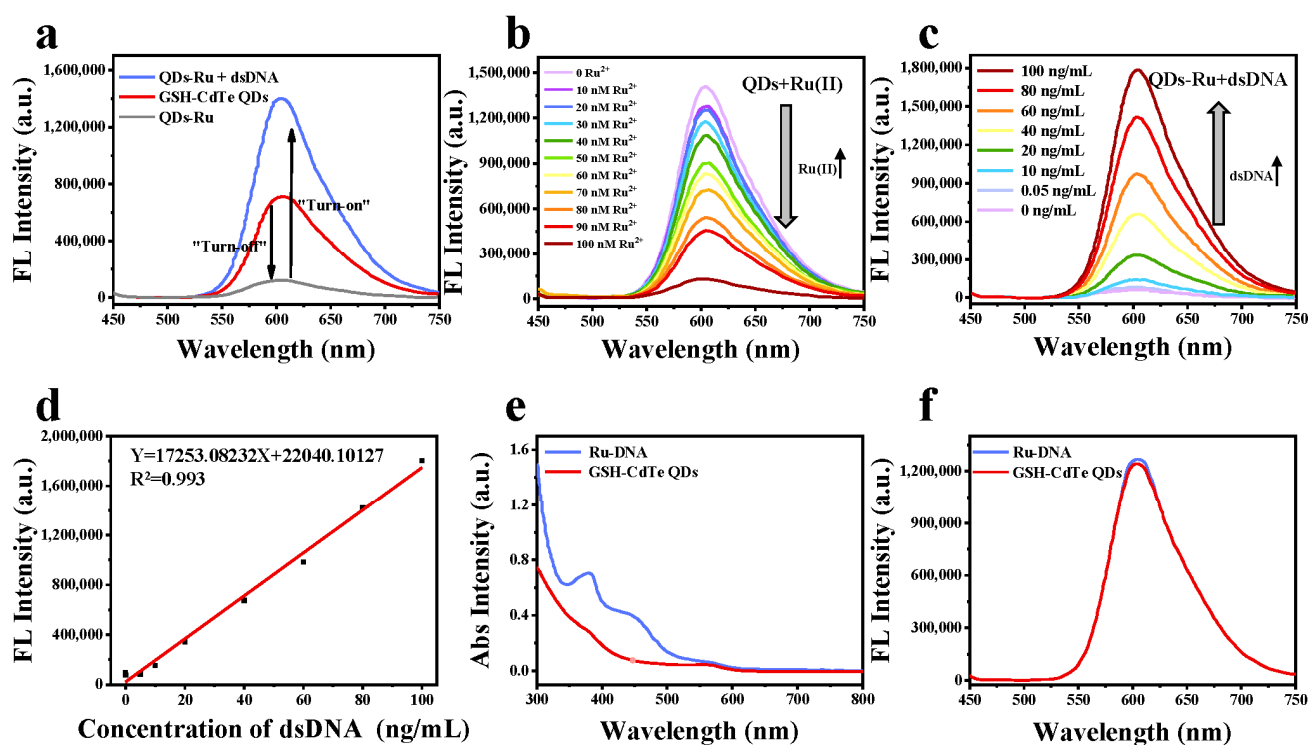 a
1,600,000
1,200,000
800,000
400,000
0
FL Intensity (a.u.)
QDs-Ru + dsDNA
GSH-CdTe QDs
QDs-Ru
"Turn-on"
"Turn-off"
450 500 550 600 650 700 750
Wavelength (nm)
b
1,500,000
1,200,000
900,000
600,000
300,000
0
FL Intensity (a.u.)
0 Ru²⁺
10 nM Ru²⁺
20 nM Ru²⁺
30 nM Ru²⁺
40 nM Ru²⁺
50 nM Ru²⁺
60 nM Ru²⁺
70 nM Ru²⁺
80 nM Ru²⁺
90 nM Ru²⁺
100 nM Ru²⁺
QDs+Ru(II)
Ru(II)
450 500 550 600 650 700 750
Wavelength (nm)
c
1,800,000
1,500,000
1,200,000
900,000
600,000
300,000
0
FL Intensity (a.u.)
100 ng/mL
80 ng/mL
60 ng/mL
40 ng/mL
20 ng/mL
10 ng/mL
0.05 ng/mL
0 ng/mL
QDs-Ru+dsDNA
dsDNA
450 500 550 600 650 700 750
Wavelength (nm)
d
2,000,000
1,600,000
1,200,000
800,000
400,000
0
FL Intensity (a.u.)
Y=17253.08232X+22040.10127
R²=0.993
0 20 40 60 80 100
Concentration of dsDNA (ng/mL)
e
1.6
1.2
0.8
0.4
0.0
Abs Intensity (a.u.)
Ru-DNA
GSH-CdTe QDs
300 400 500 600 700 800
Wavelength (nm)
f
1,200,000
900,000
600,000
300,000
0
FL Intensity (a.u.)
Ru-DNA
GSH-CdTe QDs
450 500 550 600 650 700 750
Wavelength (nm)